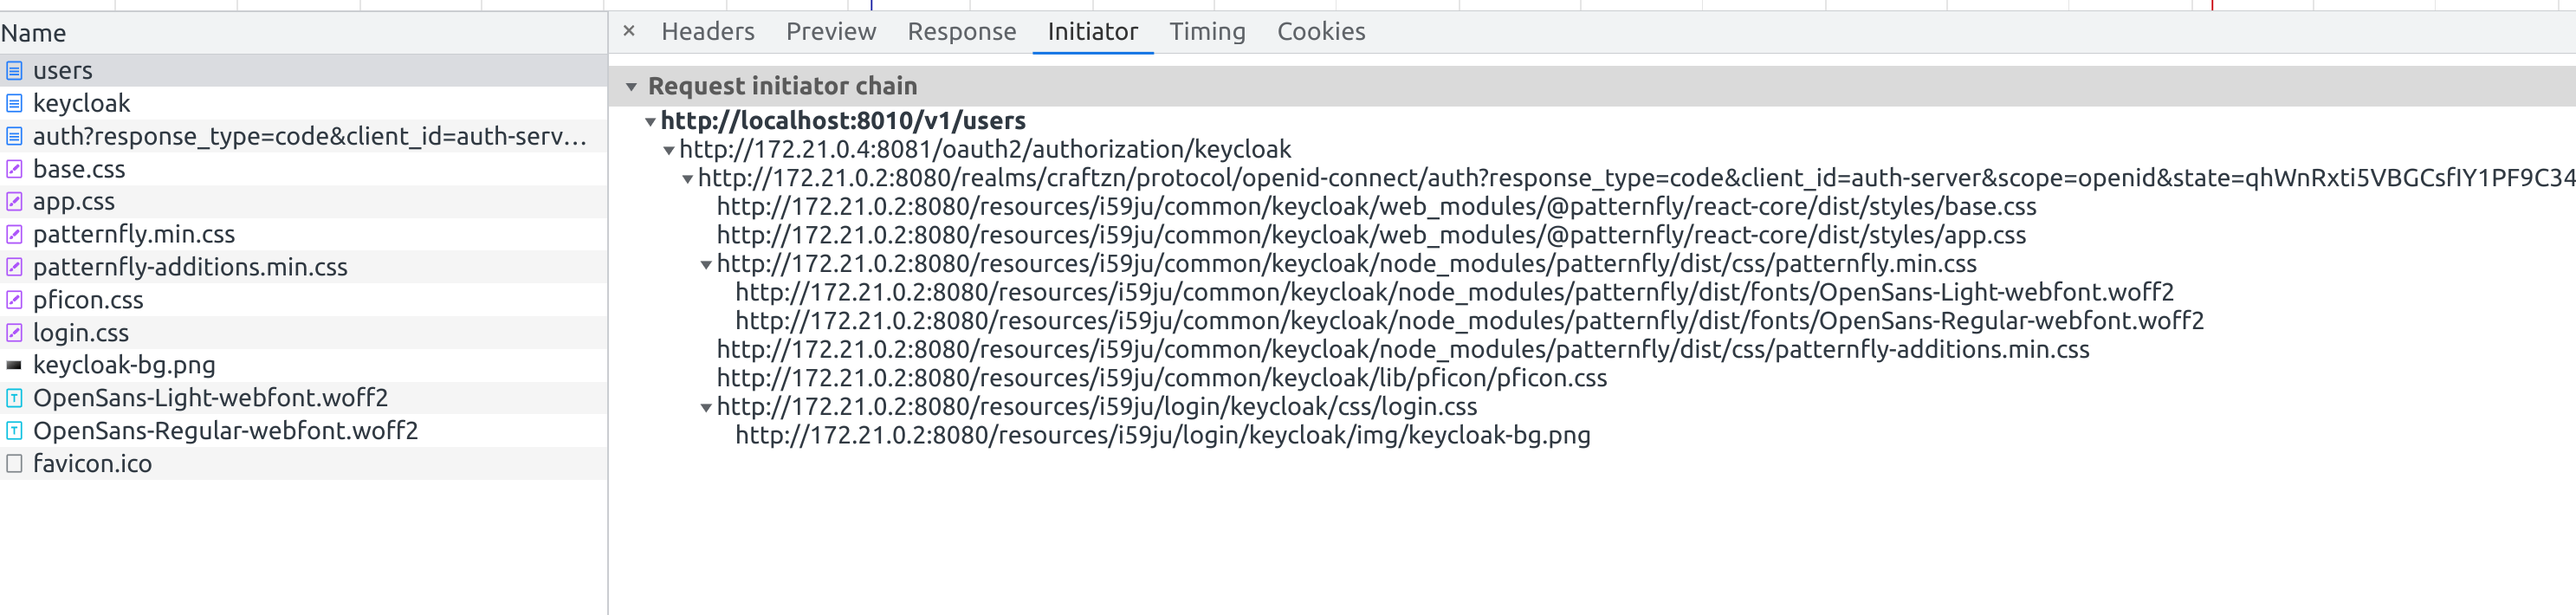 Name
users
keycloak
auth?response_type=code&client_id=auth-serv…
base.css
app.css
patternfly.min.css
patternfly-additions.min.css
pficon.css
login.css
keycloak-bg.png
OpenSans-Light-webfont.woff2
OpenSans-Regular-webfont.woff2
favicon.ico
× Headers Preview Response Initiator Timing Cookies
Request initiator chain
http://localhost:8010/v1/users
http://172.21.0.4:8081/oauth2/authorization/keycloak
http://172.21.0.2:8080/realms/craftzn/protocol/openid-connect/auth?response_type=code&client_id=auth-server&scope=openid&state=qhWnRxti5VBGCsfIY1PF9C34
http://172.21.0.2:8080/resources/i59ju/common/keycloak/web_modules/@patternfly/react-core/dist/styles/base.css
http://172.21.0.2:8080/resources/i59ju/common/keycloak/web_modules/@patternfly/react-core/dist/styles/app.css
http://172.21.0.2:8080/resources/i59ju/common/keycloak/node_modules/patternfly/dist/css/patternfly.min.css
http://172.21.0.2:8080/resources/i59ju/common/keycloak/node_modules/patternfly/dist/fonts/OpenSans-Light-webfont.woff2
http://172.21.0.2:8080/resources/i59ju/common/keycloak/node_modules/patternfly/dist/fonts/OpenSans-Regular-webfont.woff2
http://172.21.0.2:8080/resources/i59ju/common/keycloak/node_modules/patternfly/dist/css/patternfly-additions.min.css
http://172.21.0.2:8080/resources/i59ju/common/keycloak/lib/pficon/pficon.css
http://172.21.0.2:8080/resources/i59ju/login/keycloak/css/login.css
http://172.21.0.2:8080/resources/i59ju/login/keycloak/img/keycloak-bg.png